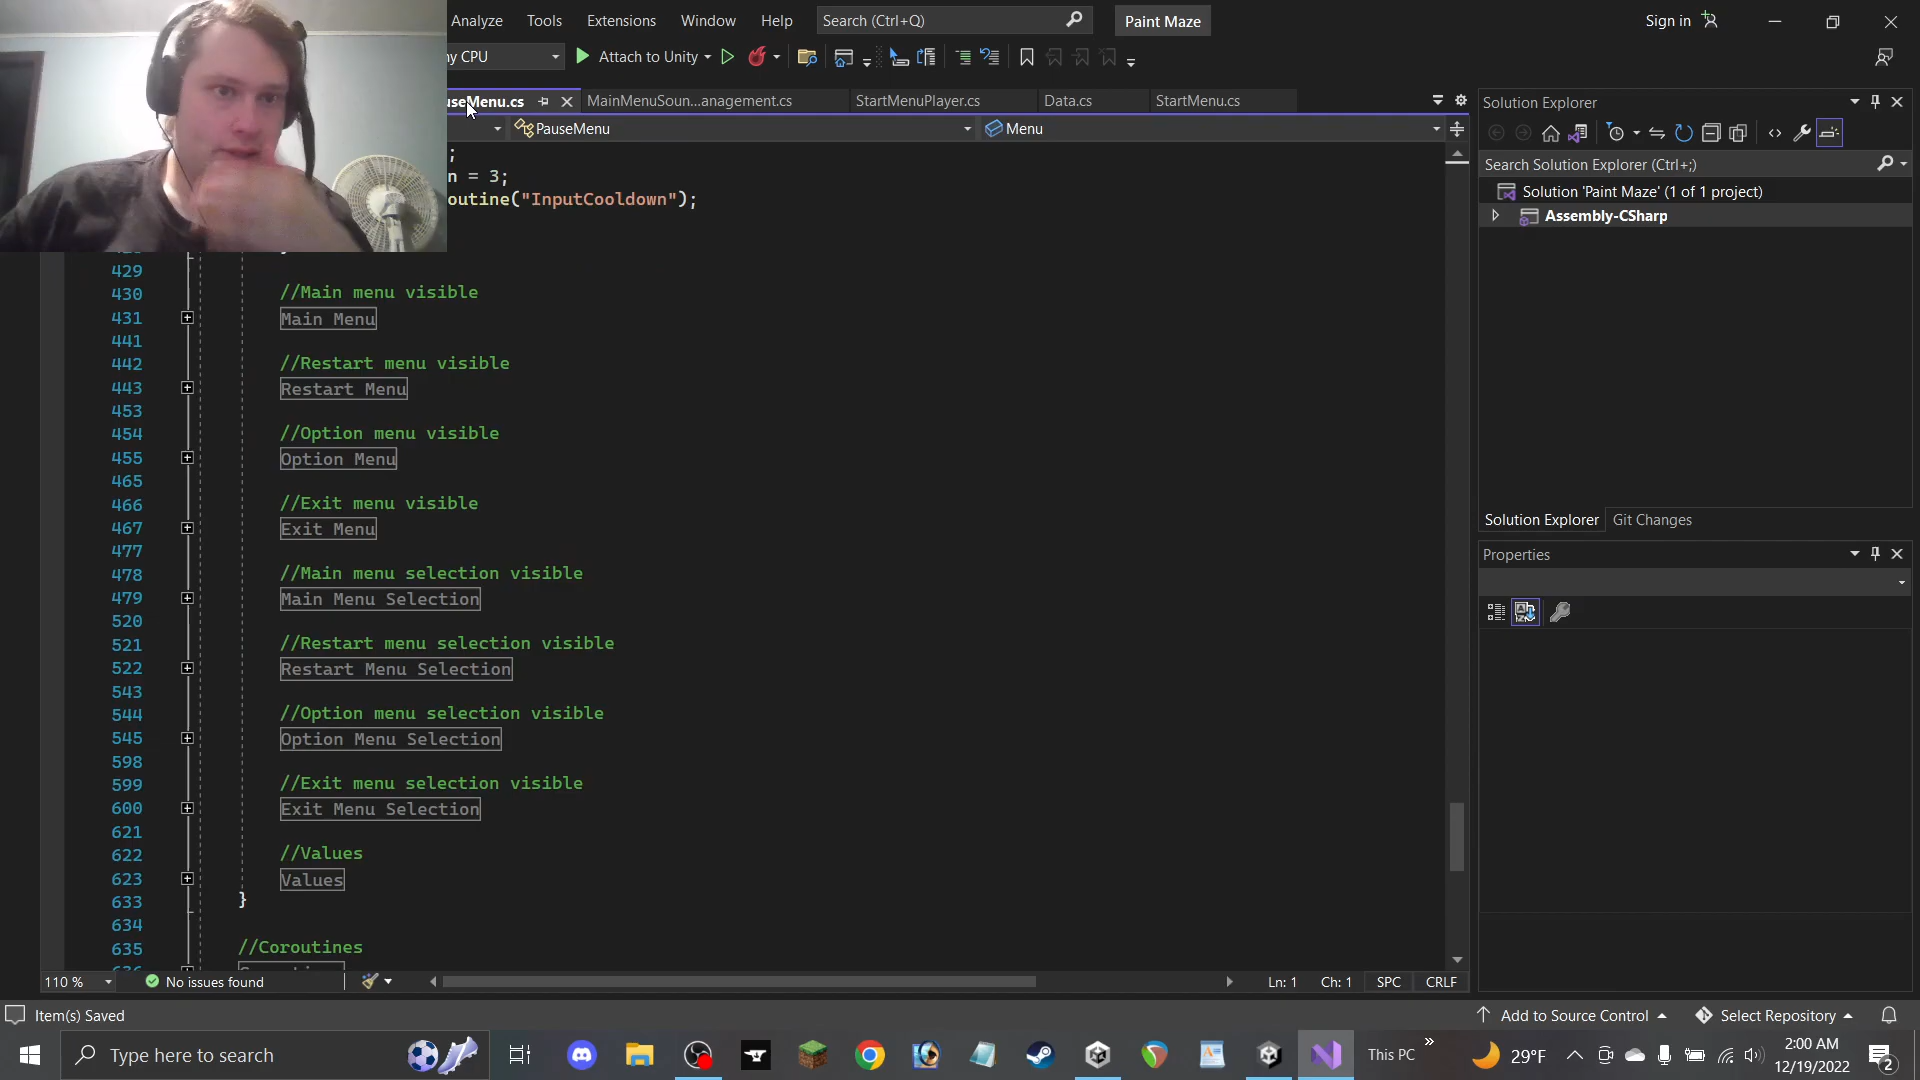 Analyze Tools Extensions Window Help Search (Ctrl+Q) Paint Maze Sign in
ny CPU Attach to Unity
useMenu.cs MainMenuSoun...anagement.cs StartMenuPlayer.cs Data.cs StartMenu.cs
PauseMenu Menu
;
n = 3;
outine("InputCooldown");
429
430 //Main menu visible
431 Main Menu
441
442 //Restart menu visible
443 Restart Menu
453
454 //Option menu visible
455 Option Menu
465
466 //Exit menu visible
467 Exit Menu
477
478 //Main menu selection visible
479 Main Menu Selection
520
521 //Restart menu selection visible
522 Restart Menu Selection
543
544 //Option menu selection visible
545 Option Menu Selection
598
599 //Exit menu selection visible
600 Exit Menu Selection
621
622 //Values
623 Values
633 }
634
635 //Coroutines
110 % No issues found Ln: 1 Ch: 1 SPC CRLF
Solution Explorer
Search Solution Explorer (Ctrl+;)
Solution 'Paint Maze' (1 of 1 project)
Assembly-CSharp
Solution Explorer Git Changes
Properties
Item(s) Saved Add to Source Control Select Repository
Type here to search This PC 29°F 2:00 AM
12/19/2022 2